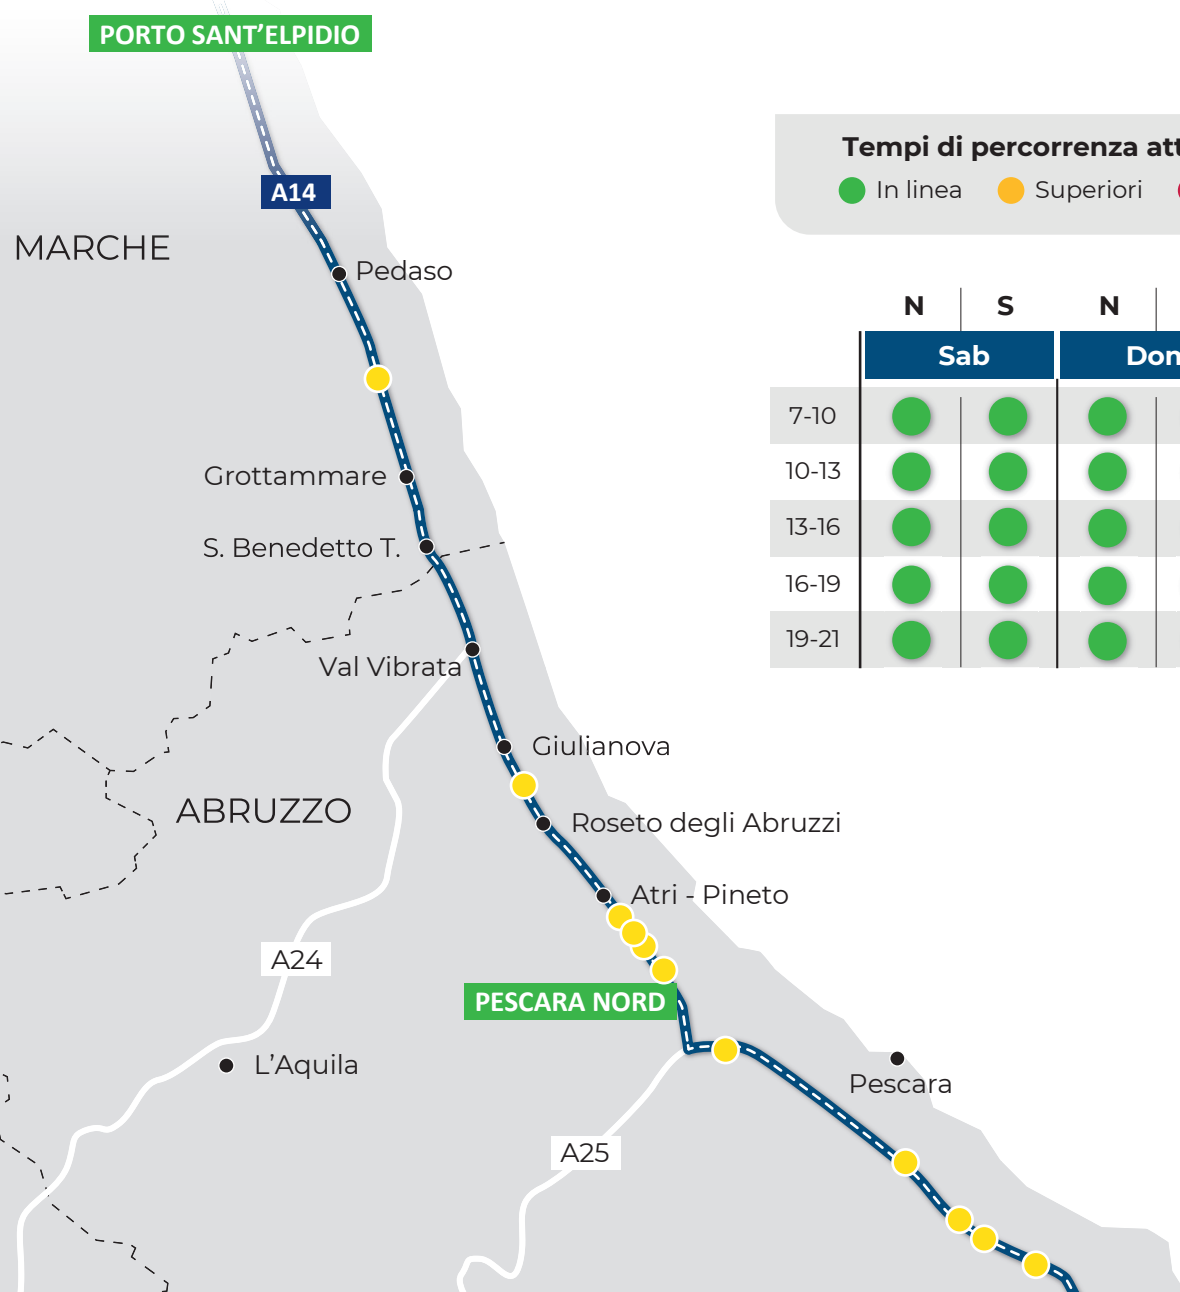 PORTO SANT'ELPIDIO
A14
MARCHE
Pedaso
Grottammare
S. Benedetto T.
Val Vibrata
Giulianova
ABRUZZO
Roseto degli Abruzzi
Atri - Pineto
A24
PESCARA NORD
L'Aquila
Pescara
A25
Tempi di percorrenza att
In linea Superiori
N S N
Sab Dom
7-10
10-13
13-16
16-19
19-21